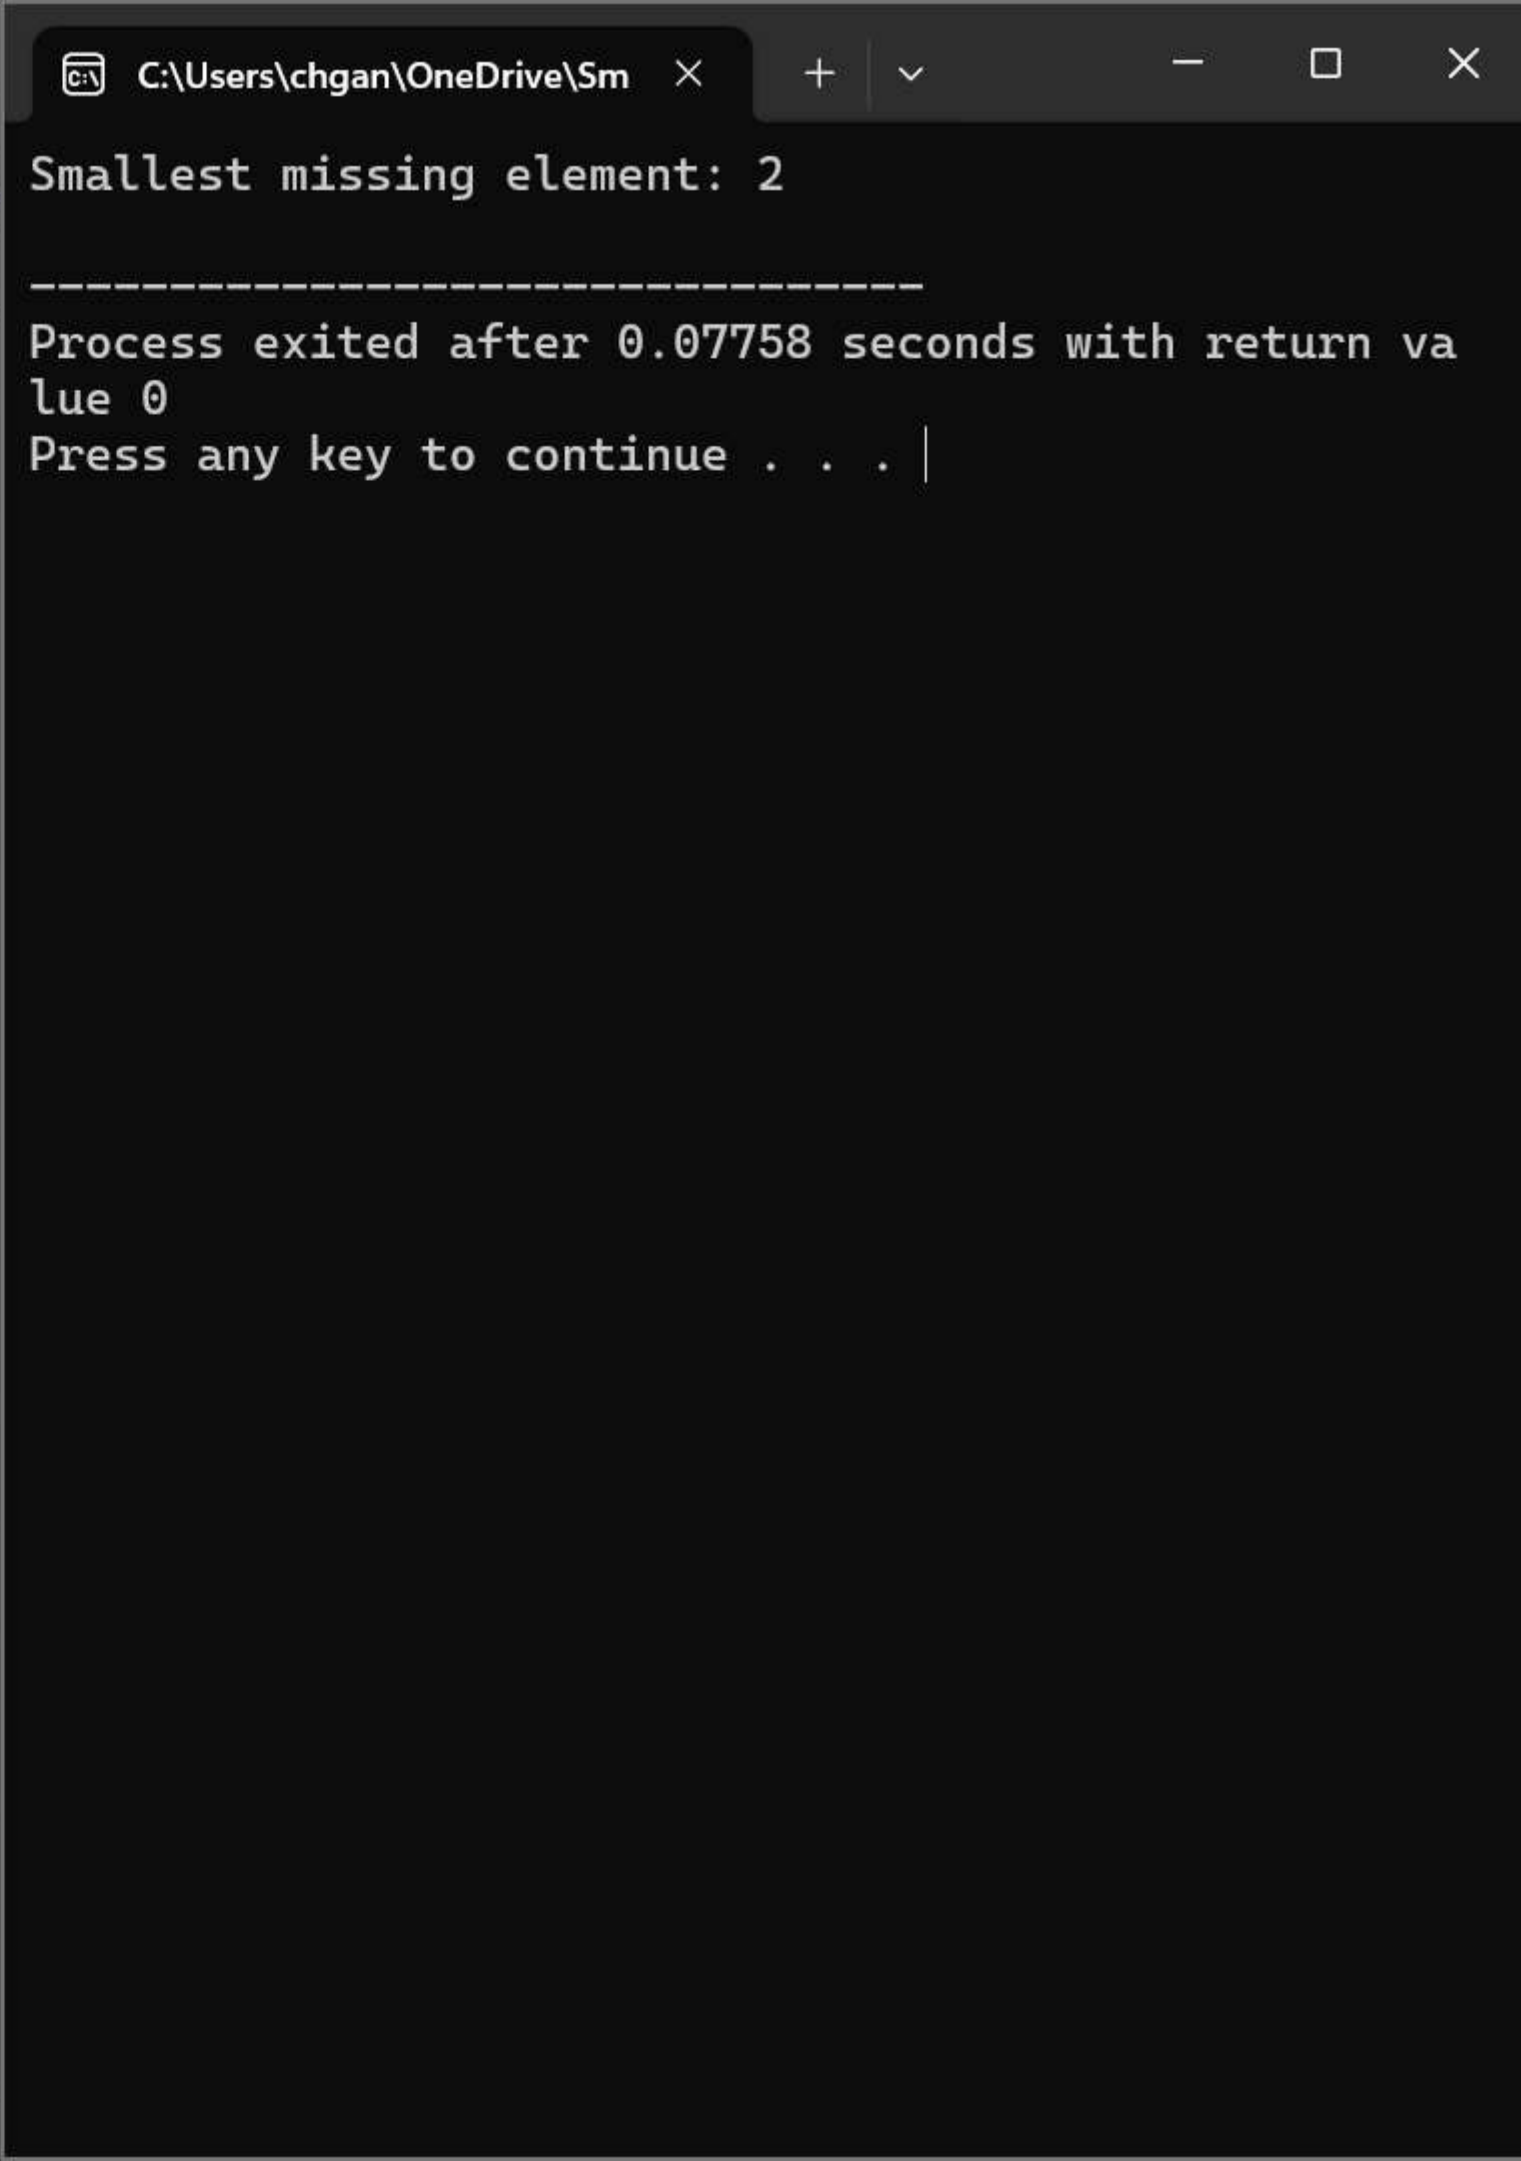 C:\Users\chgan\OneDrive\Sm
Smallest missing element: 2
--------------------------------
Process exited after 0.07758 seconds with return va
lue 0
Press any key to continue . . .